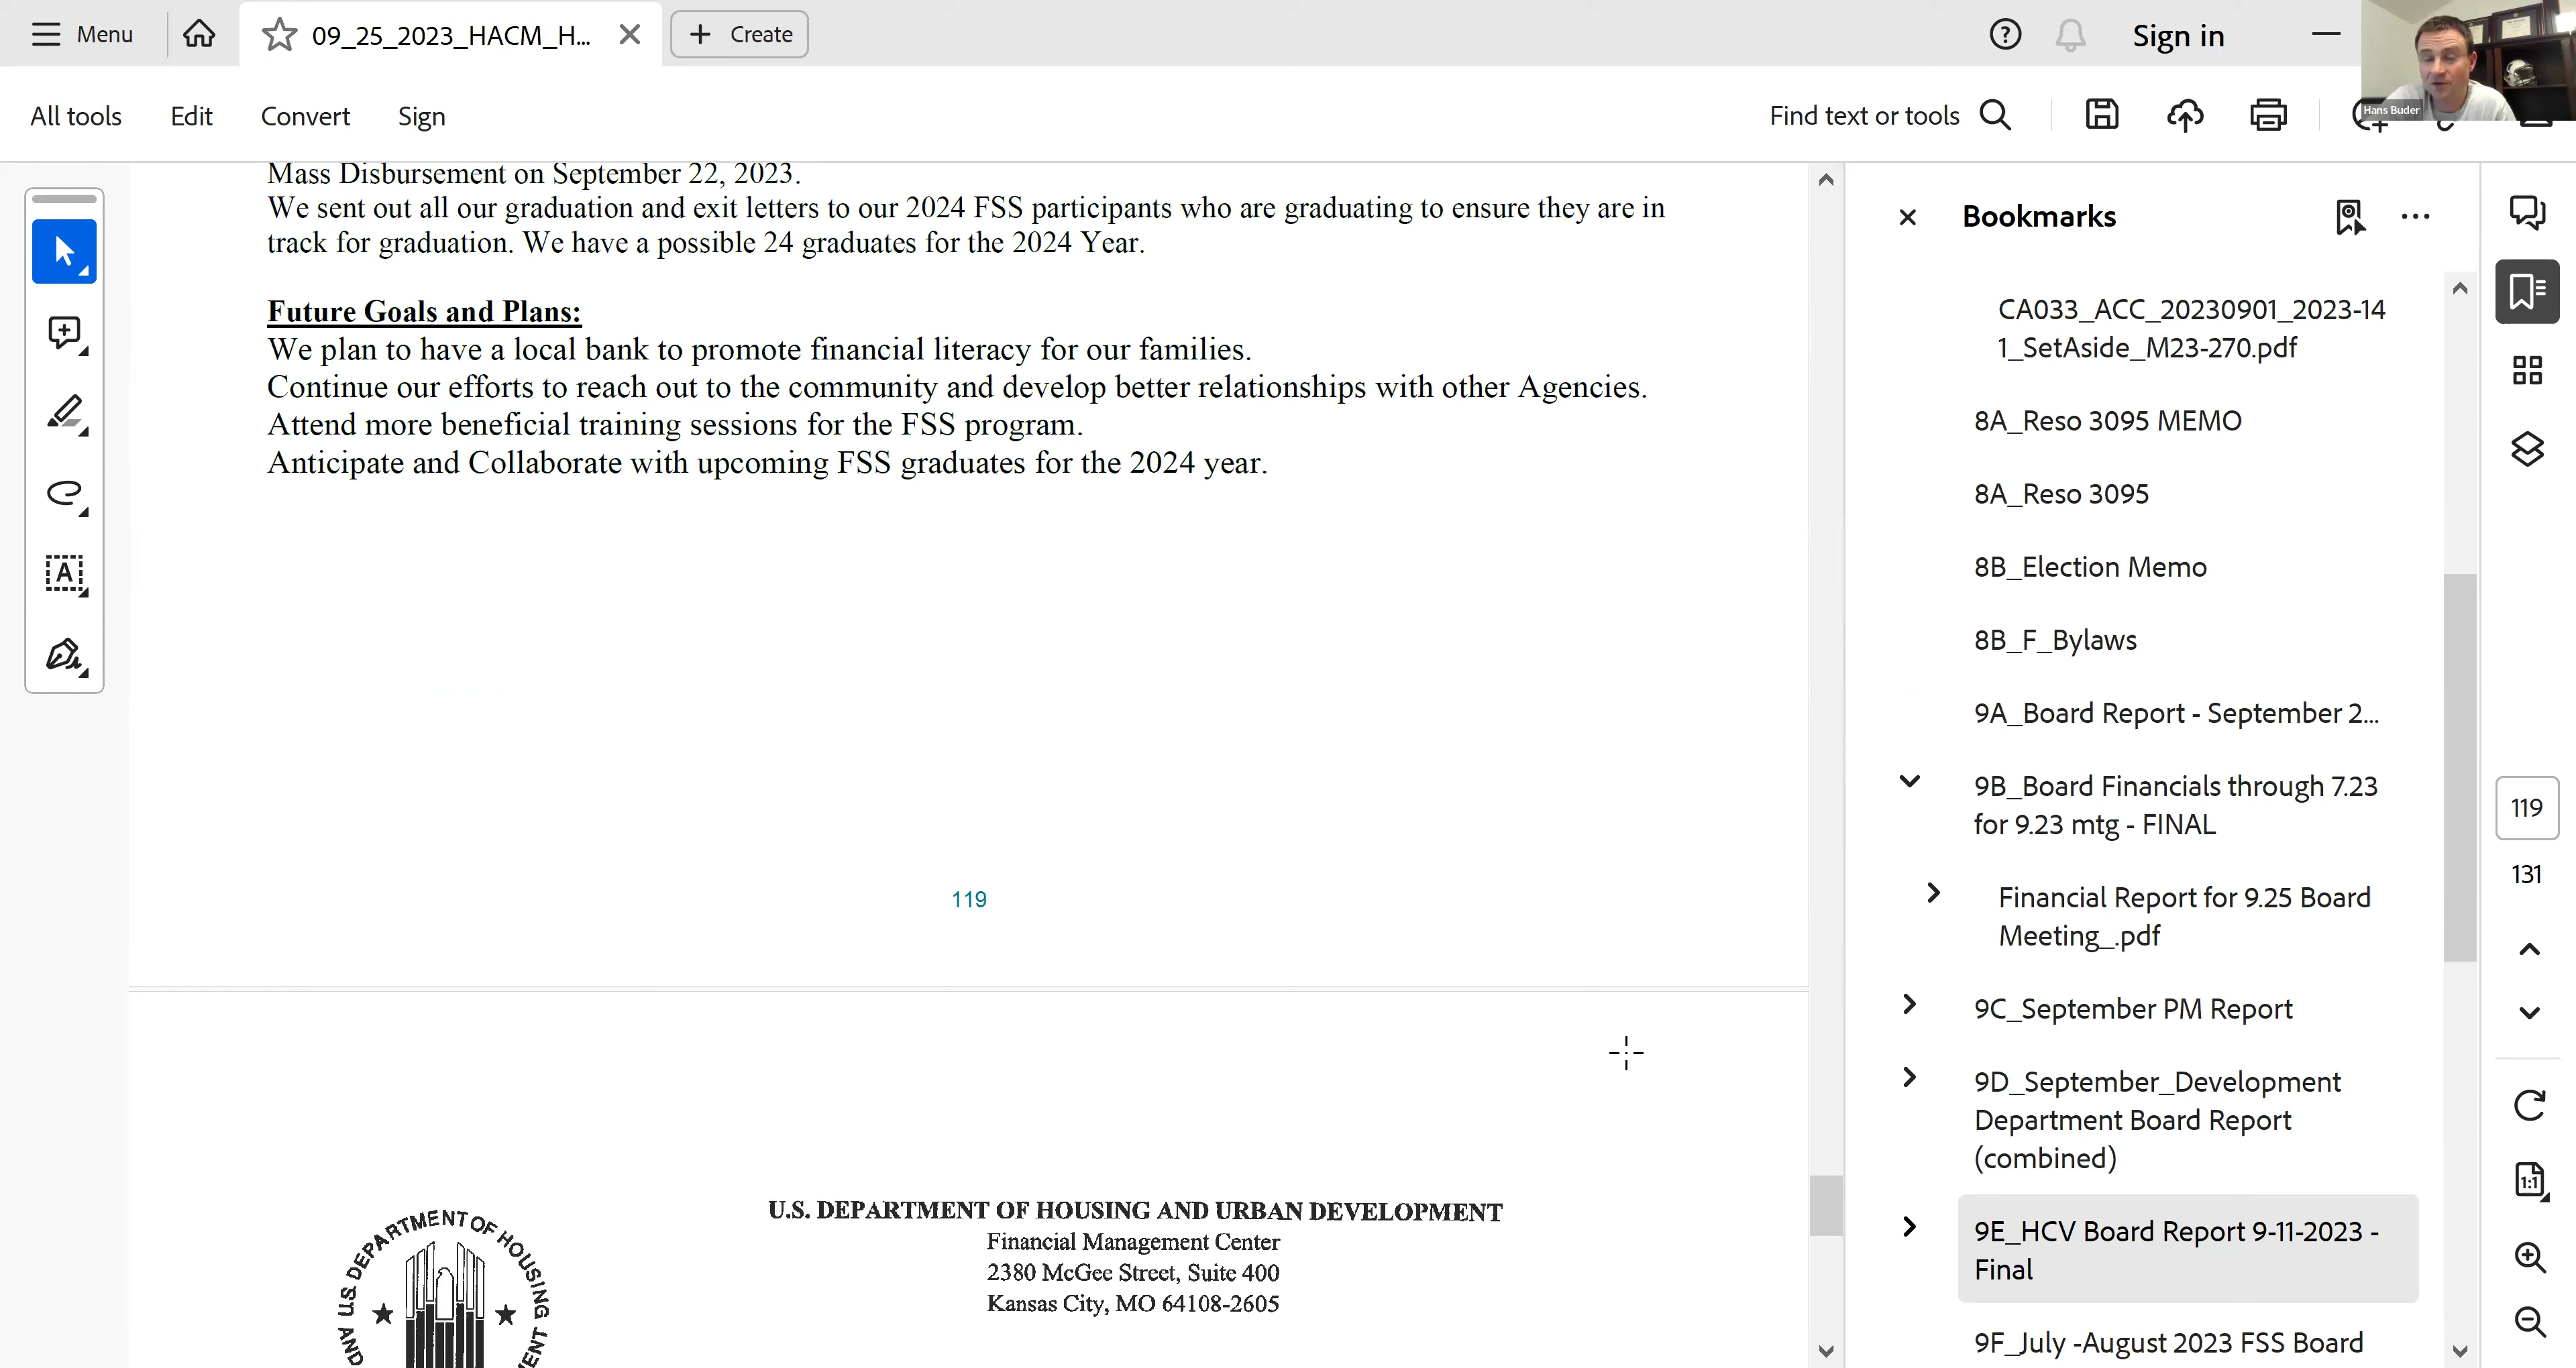 Menu
09_25_2023_HACM_H...
Create
Sign in
Hans Buder
All tools
Edit
Convert
Sign
Find text or tools
Mass Disbursement on September 22, 2023.
We sent out all our graduation and exit letters to our 2024 FSS participants who are graduating to ensure they are in
track for graduation. We have a possible 24 graduates for the 2024 Year.
Future Goals and Plans:
We plan to have a local bank to promote financial literacy for our families.
Continue our efforts to reach out to the community and develop better relationships with other Agencies.
Attend more beneficial training sessions for the FSS program.
Anticipate and Collaborate with upcoming FSS graduates for the 2024 year.
119
U.S. DEPARTMENT OF HOUSING AND URBAN DEVELOPMENT
Financial Management Center
2380 McGee Street, Suite 400
Kansas City, MO 64108-2605
AND U.S. DEPARTMENT OF HOUSING
Bookmarks
CA033_ACC_20230901_2023-14
1_SetAside_M23-270.pdf
8A_Reso 3095 MEMO
8A_Reso 3095
8B_Election Memo
8B_F_Bylaws
9A_Board Report - September 2...
9B_Board Financials through 7.23
for 9.23 mtg - FINAL
Financial Report for 9.25 Board
Meeting_.pdf
9C_September PM Report
9D_September_Development
Department Board Report
(combined)
9E_HCV Board Report 9-11-2023 -
Final
9F_July -August 2023 FSS Board
119
131
1:1